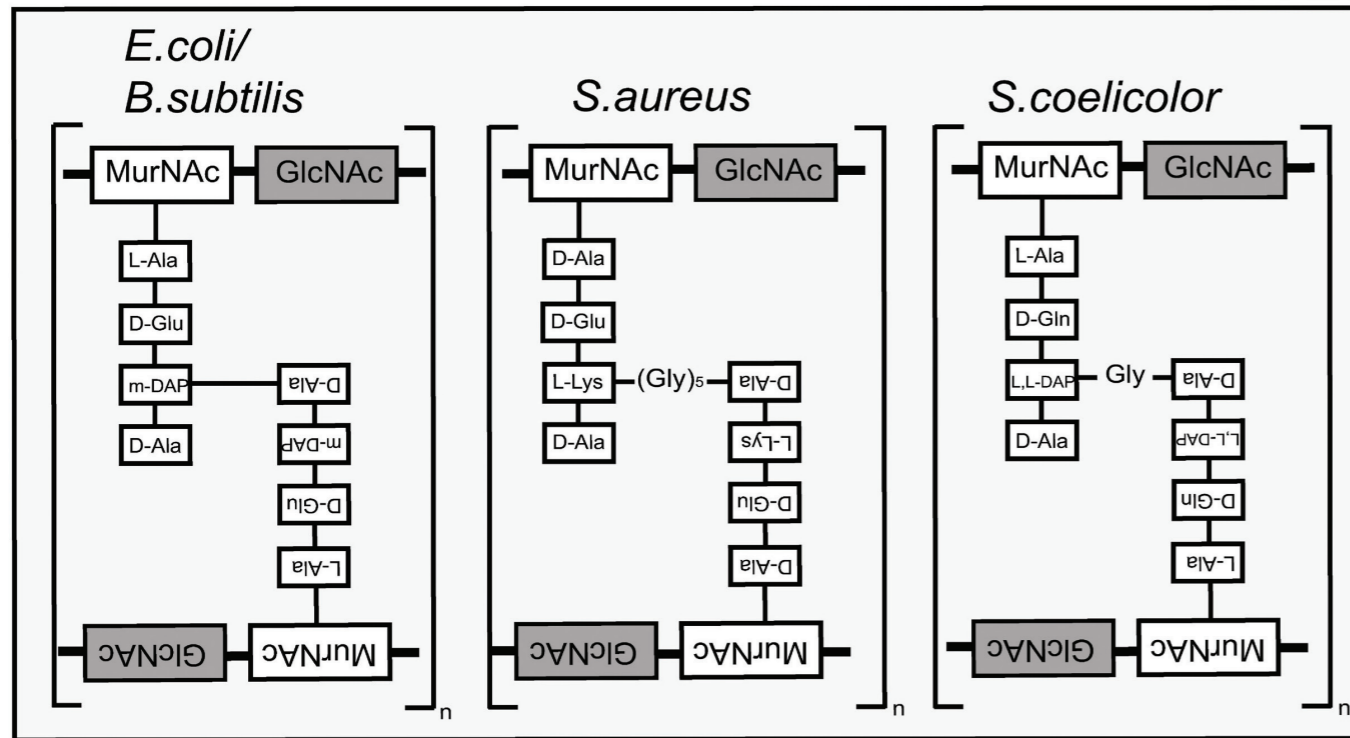 E.coli/
B.subtilis
MurNAc GlcNAc
L-Ala
D-Glu
m-DAP D-Ala
D-Ala m-DAP
D-Glu
L-Ala
GlcNAc MurNAc
n
S.aureus
MurNAc GlcNAc
D-Ala
D-Glu
L-Lys (Gly)₅ D-Ala
D-Ala L-Lys
D-Glu
D-Ala
GlcNAc MurNAc
n
S.coelicolor
MurNAc GlcNAc
L-Ala
D-Gln
L,L-DAP Gly D-Ala
D-Ala L,L-DAP
D-Gln
L-Ala
GlcNAc MurNAc
n